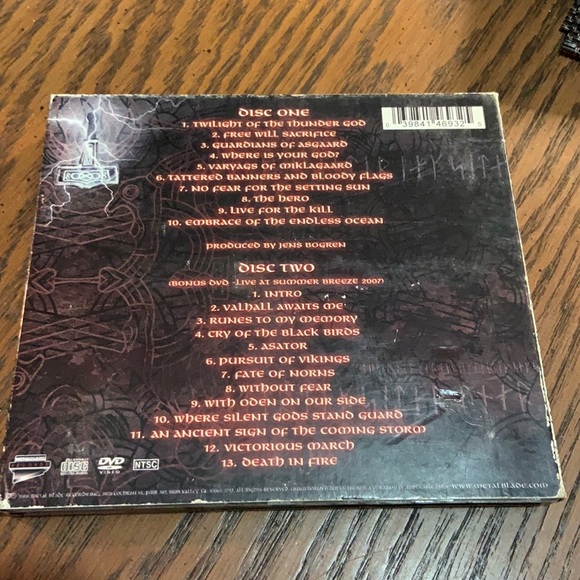 DISC ONE
1. TWILIGHT OF THE THUNDER GOD
2. FREE WILL SACRIFICE
3. GUARDIANS OF ASGAARD
4. WHERE IS YOUR GOD?
5. VARYAGS OF MIKLAGAARD
6. TATTERED BANNERS AND BLOODY FLAGS
7. NO FEAR FOR THE SETTING SUN
8. THE HERO
9. LIVE FOR THE KILL
10. EMBRACE OF THE ENDLESS OCEAN
PRODUCED BY JENS BOGREN
39841 46932 5
DISC TWO
(BONUS DVD - LIVE AT SUMMER BREEZE 2007)
1. INTRO
2. VALHALL AWAITS ME
3. RUNES TO MY MEMORY
4. CRY OF THE BLACK BIRDS
5. ASATOR
6. PURSUIT OF VIKINGS
7. FATE OF NORNS
8. WITHOUT FEAR
9. WITH ODEN ON OUR SIDE
10. WHERE SILENT GODS STAND GUARD
11. AN ANCIENT SIGN OF THE COMING STORM
12. VICTORIOUS MARCH
13. DEATH IN FIRE
disc
DVD
VIDEO
NTSC
WWW.METALBLADE.COM